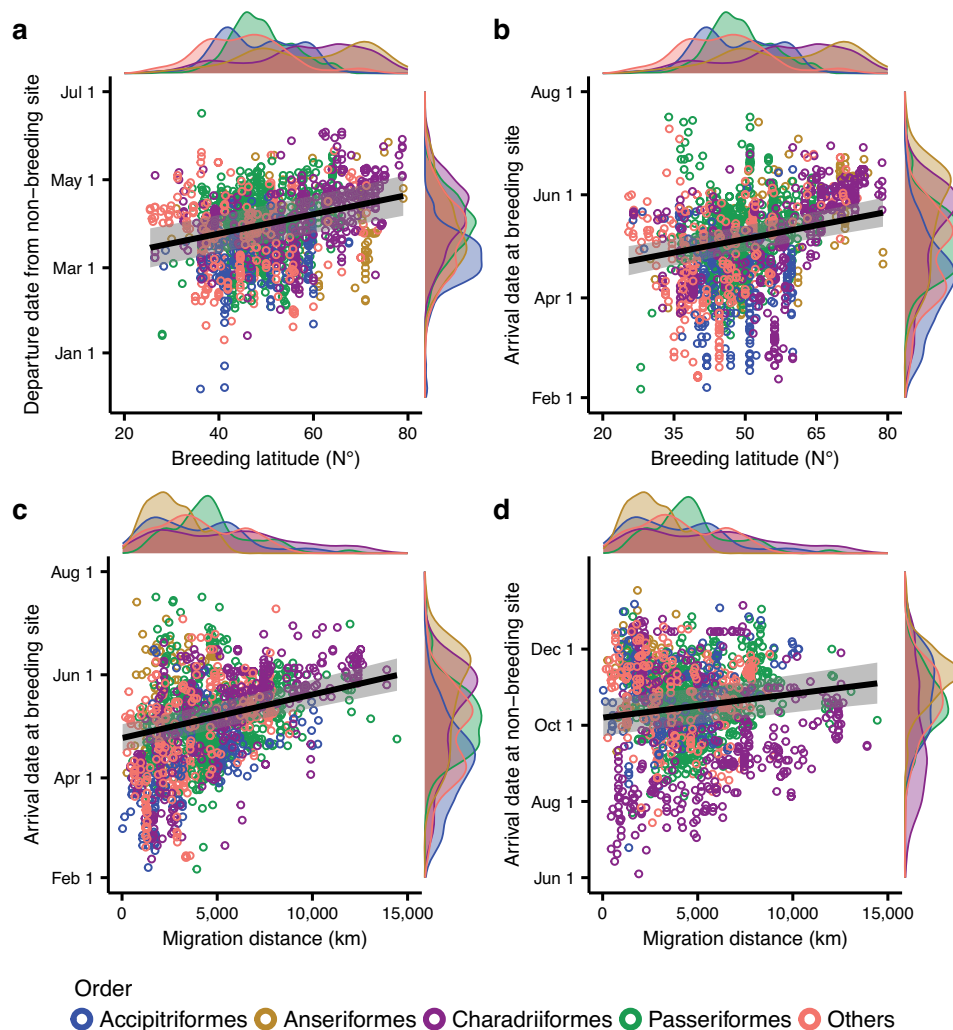 a
Departure date from non−breeding site
Jul 1
May 1
Mar 1
Jan 1
20
40
60
80
Breeding latitude (N°)
b
Arrival date at breeding site
Aug 1
Jun 1
Apr 1
Feb 1
20
35
50
65
80
Breeding latitude (N°)
c
Arrival date at breeding site
Aug 1
Jun 1
Apr 1
Feb 1
0
5,000
10,000
15,000
Migration distance (km)
d
Arrival date at non−breeding site
Dec 1
Oct 1
Aug 1
Jun 1
0
5,000
10,000
15,000
Migration distance (km)
Order
Accipitriformes
Anseriformes
Charadriiformes
Passeriformes
Others